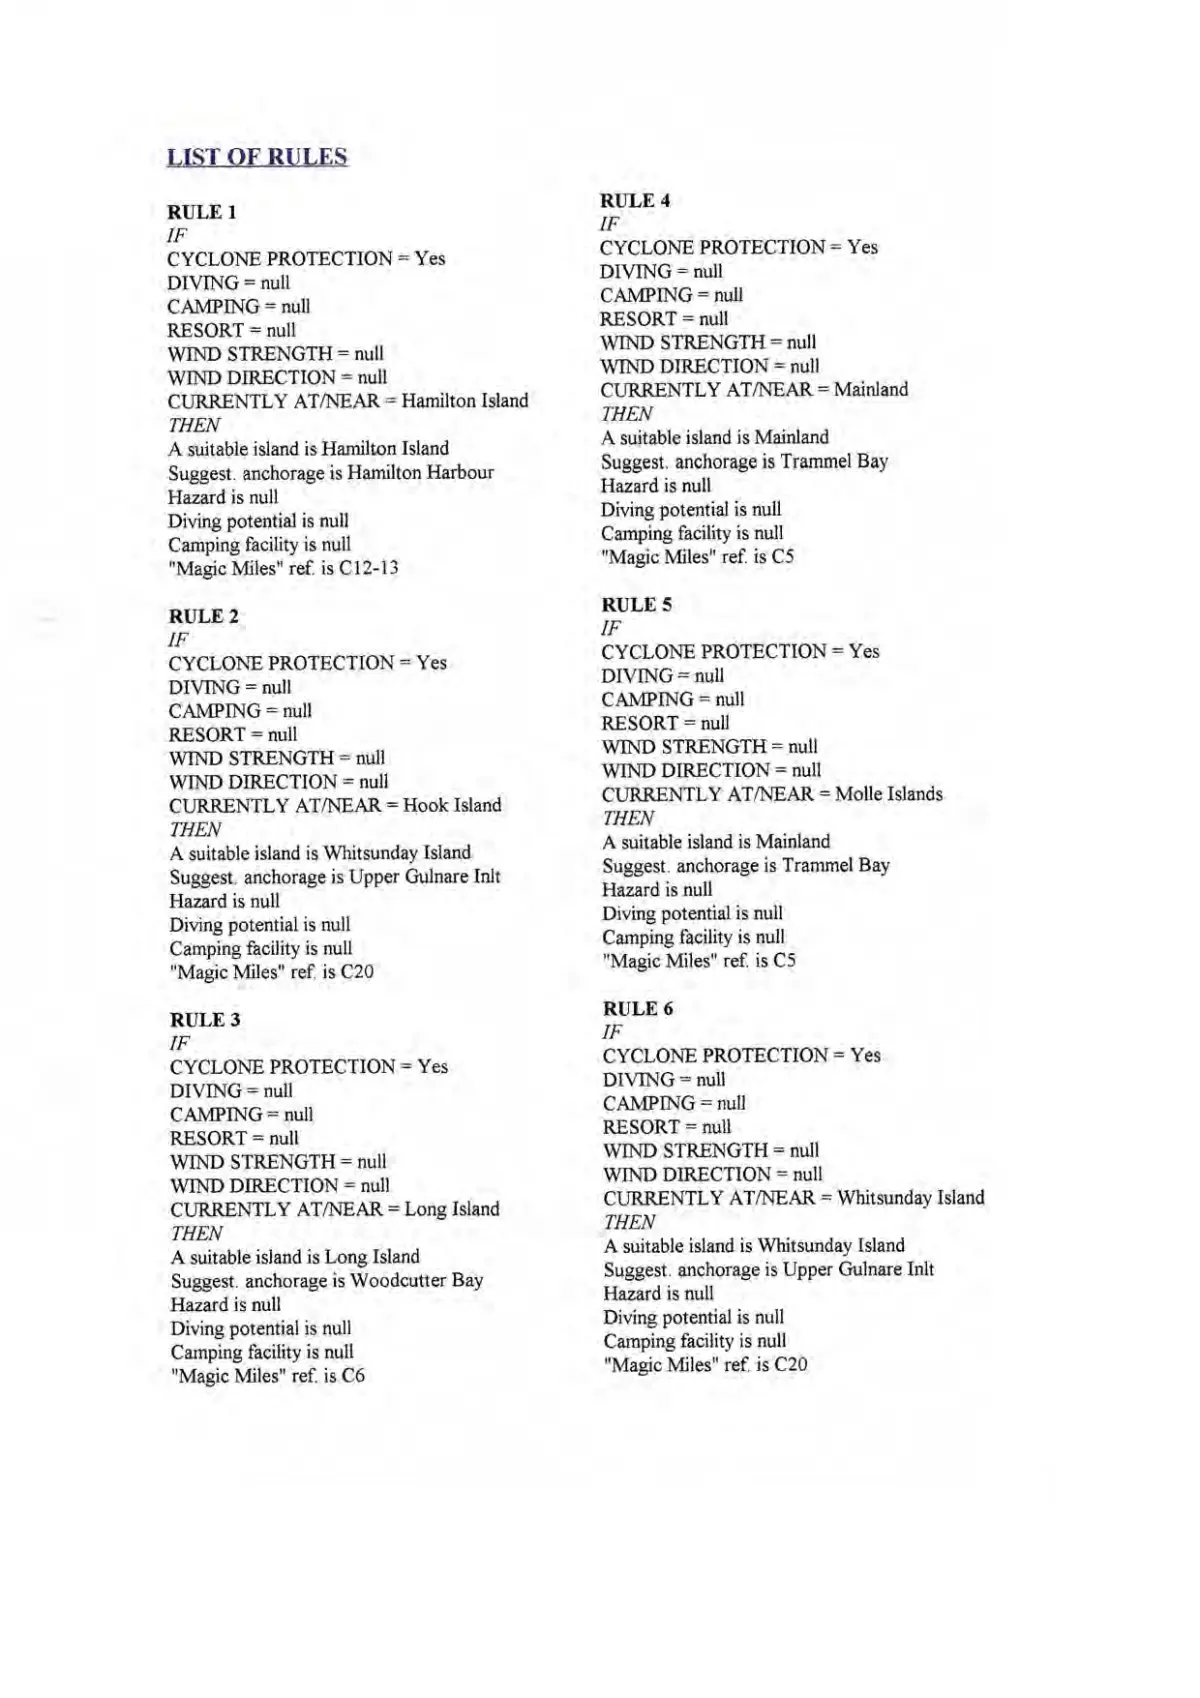 LIST OF RULES
RULE 1
IF
CYCLONE PROTECTION = Yes
DIVING = null
CAMPING = null
RESORT = null
WIND STRENGTH = null
WIND DIRECTION = null
CURRENTLY AT/NEAR = Hamilton Island
THEN
A suitable island is Hamilton Island
Suggest. anchorage is Hamilton Harbour
Hazard is null
Diving potential is null
Camping facility is null
"Magic Miles" ref. is C12-13
RULE 2
IF
CYCLONE PROTECTION = Yes
DIVING = null
CAMPING = null
RESORT = null
WIND STRENGTH = null
WIND DIRECTION = null
CURRENTLY AT/NEAR = Hook Island
THEN
A suitable island is Whitsunday Island
Suggest. anchorage is Upper Gulnare Inlt
Hazard is null
Diving potential is null
Camping facility is null
"Magic Miles" ref. is C20
RULE 3
IF
CYCLONE PROTECTION = Yes
DIVING = null
CAMPING = null
RESORT = null
WIND STRENGTH = null
WIND DIRECTION = null
CURRENTLY AT/NEAR = Long Island
THEN
A suitable island is Long Island
Suggest. anchorage is Woodcutter Bay
Hazard is null
Diving potential is null
Camping facility is null
"Magic Miles" ref. is C6
RULE 4
IF
CYCLONE PROTECTION = Yes
DIVING = null
CAMPING = null
RESORT = null
WIND STRENGTH = null
WIND DIRECTION = null
CURRENTLY AT/NEAR = Mainland
THEN
A suitable island is Mainland
Suggest. anchorage is Trammel Bay
Hazard is null
Diving potential is null
Camping facility is null
"Magic Miles" ref. is C5
RULE 5
IF
CYCLONE PROTECTION = Yes
DIVING = null
CAMPING = null
RESORT = null
WIND STRENGTH = null
WIND DIRECTION = null
CURRENTLY AT/NEAR = Molle Islands
THEN
A suitable island is Mainland
Suggest. anchorage is Trammel Bay
Hazard is null
Diving potential is null
Camping facility is null
"Magic Miles" ref. is C5
RULE 6
IF
CYCLONE PROTECTION = Yes
DIVING = null
CAMPING = null
RESORT = null
WIND STRENGTH = null
WIND DIRECTION = null
CURRENTLY AT/NEAR = Whitsunday Island
THEN
A suitable island is Whitsunday Island
Suggest. anchorage is Upper Gulnare Inlt
Hazard is null
Diving potential is null
Camping facility is null
"Magic Miles" ref. is C20